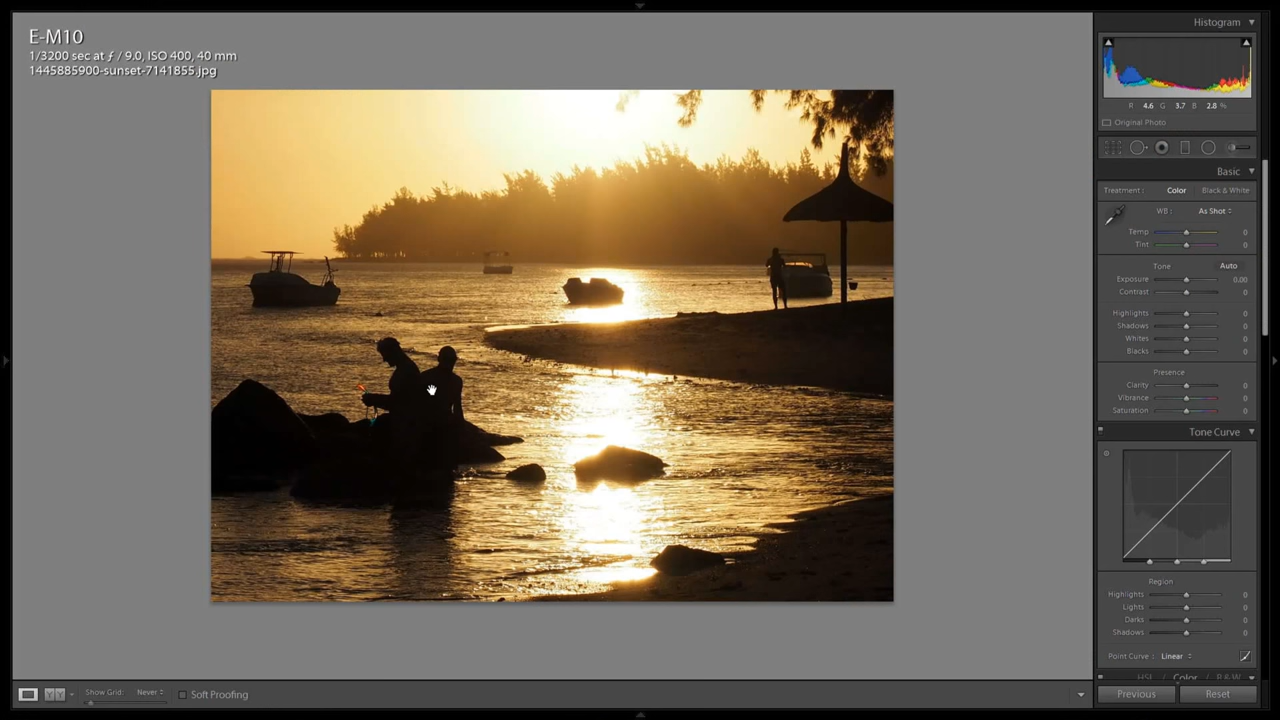 E-M10
1/3200 sec at ƒ / 9.0, ISO 400, 40 mm
1445885900-sunset-7141855.jpg
Histogram
R 4.6 G 3.7 B 2.8 %
Original Photo
Basic
Treatment : Color Black & White
WB : As Shot
Temp 0
Tint 0
Tone Auto
Exposure 0.00
Contrast 0
Highlights 0
Shadows 0
Whites 0
Blacks 0
Presence
Clarity 0
Vibrance 0
Saturation 0
Tone Curve
Region
Highlights 0
Lights 0
Darks 0
Shadows 0
Point Curve : Linear
HSL / Color / B & W
Previous Reset
Y Y Show Grid: Never Soft Proofing